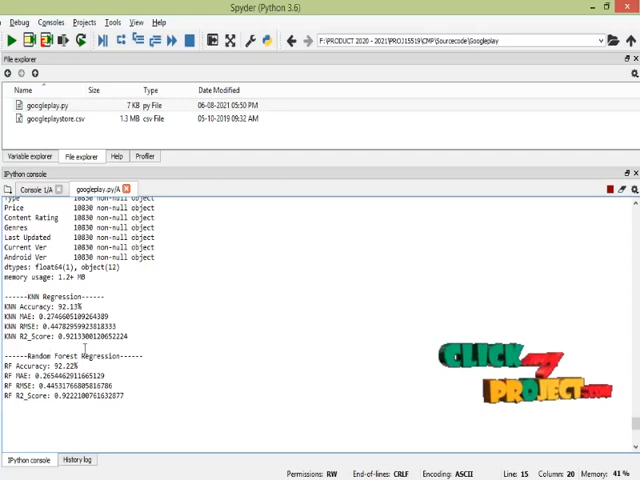 Spyder (Python 3.6)
Debug Consoles Projects Tools View Help
F:\PRODUCT 2020 - 2021\PROJ15519\CMP\Sourcecode\Googleplay
File explorer
Name Size Type Date Modified
googleplay.py 7 KB py File 06-08-2021 05:50 PM
googleplaystore.csv 1.3 MB csv File 05-10-2019 09:32 AM
Variable explorer File explorer Help Profiler
IPython console
Console 1/A googleplay.py/A
Type 10830 non-null object
Price 10830 non-null object
Content Rating 10830 non-null object
Genres 10830 non-null object
Last Updated 10830 non-null object
Current Ver 10830 non-null object
Android Ver 10830 non-null object
dtypes: float64(1), object(12)
memory usage: 1.2+ MB
------KNN Regression------
KNN Accuracy: 92.13%
KNN MAE: 0.2746605109264389
KNN RMSE: 0.44782959923818333
KNN R2_Score: 0.9213300120652224
------Random Forest Regression------
RF Accuracy: 92.22%
RF MAE: 0.2654462911665129
RF RMSE: 0.44531766805816786
RF R2_Score: 0.9222100761632877
CLICK my
PROJECT.com
IPython console History log
Permissions: RW End-of-lines: CRLF Encoding: ASCII Line: 15 Column: 20 Memory: 41 %